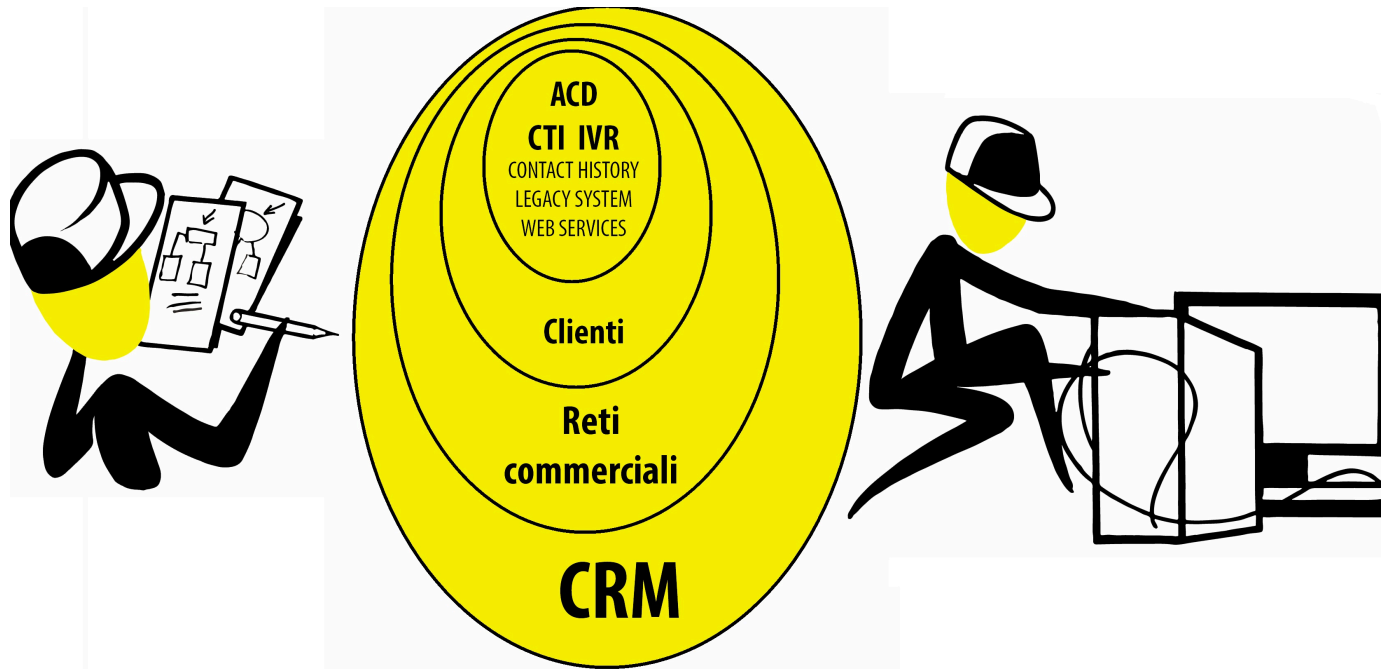 ACD
CTI IVR
CONTACT HISTORY
LEGACY SYSTEM
WEB SERVICES
Clienti
Reti
commerciali
CRM